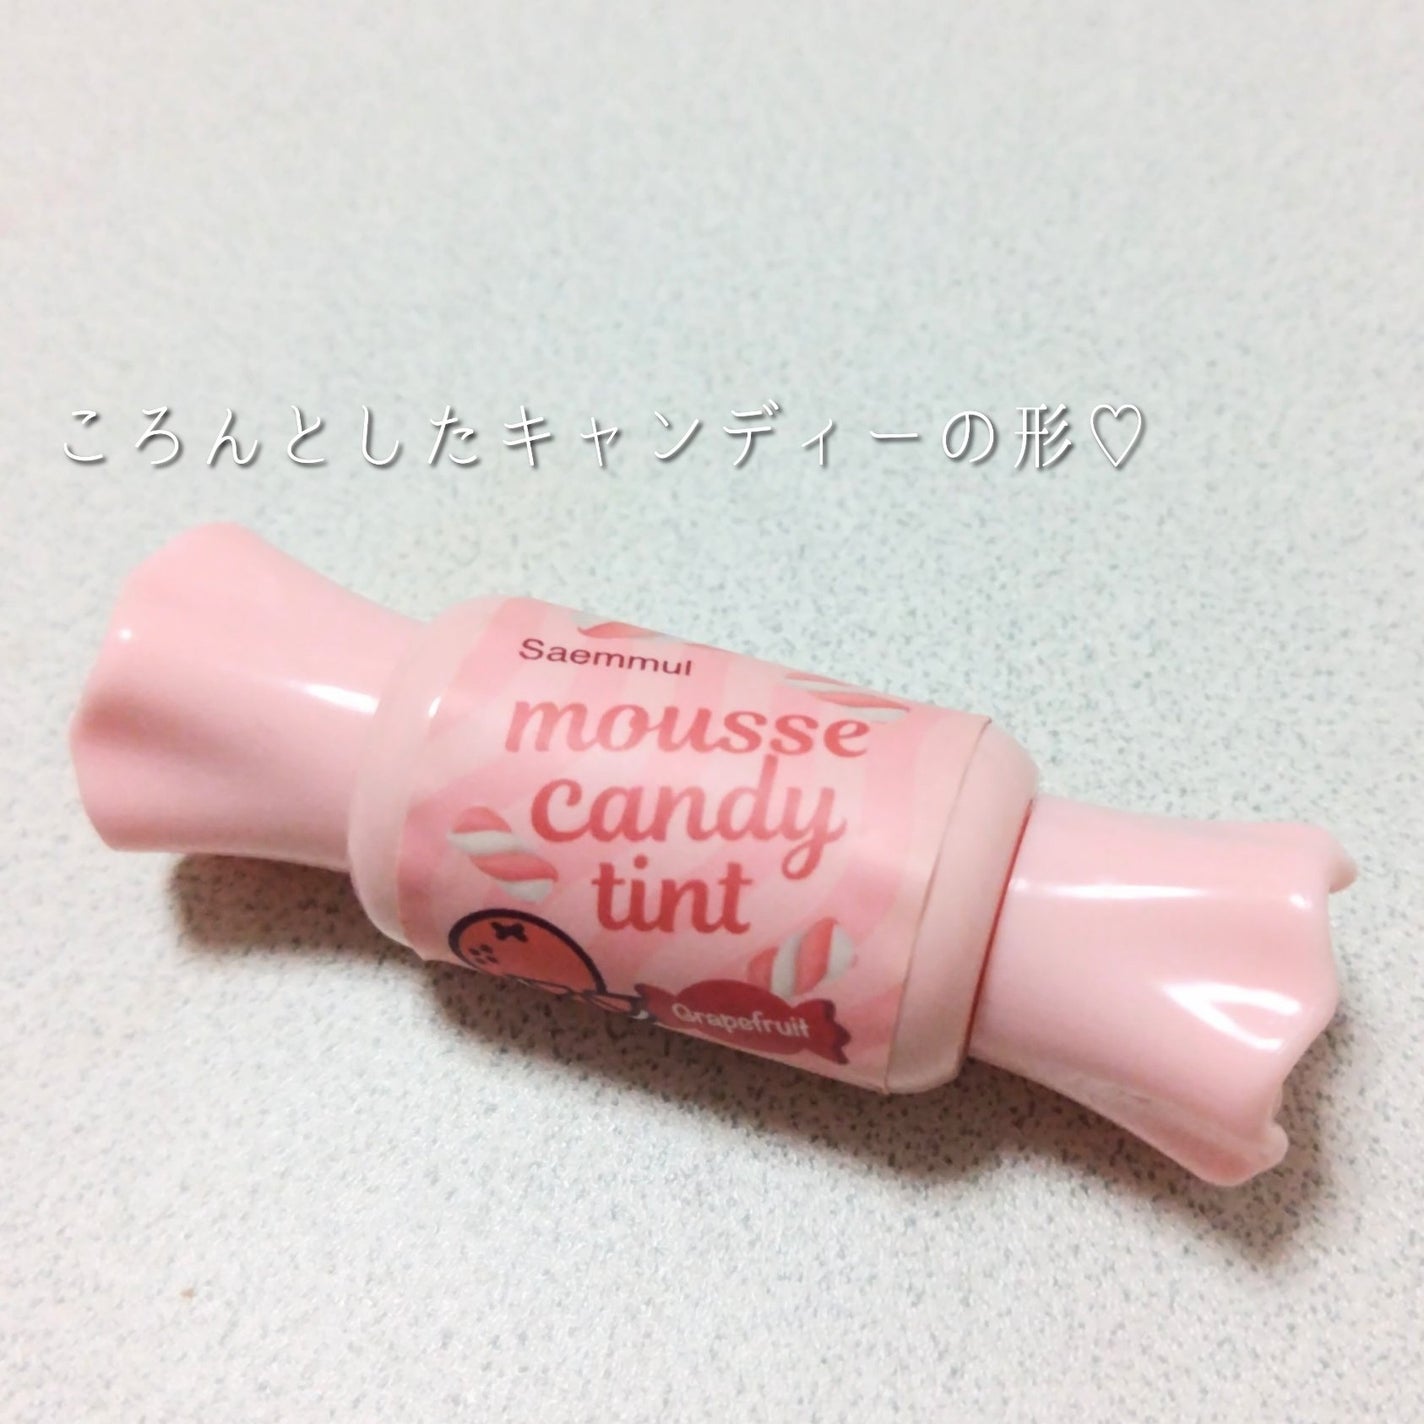 ころんとしたキャンディーの形♡
Saemmul
mousse
candy
tint
Grapefruit